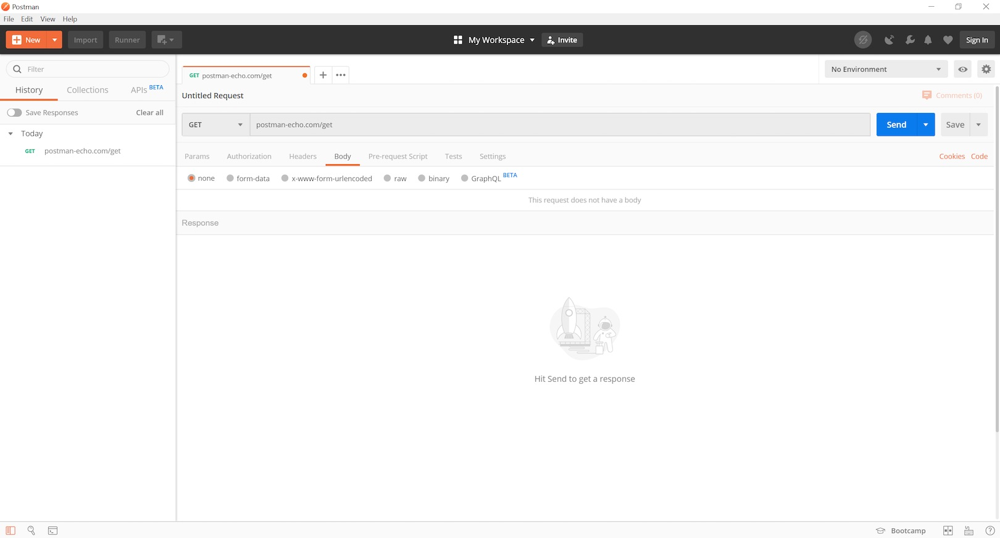 Postman
File Edit View Help
New Import Runner My Workspace Invite Sign In
Filter
GET postman-echo.com/get
No Environment
History Collections APIs BETA
Untitled Request
Comments (0)
Save Responses Clear all
GET postman-echo.com/get Send Save
Today
GET postman-echo.com/get
Params Authorization Headers Body Pre-request Script Tests Settings Cookies Code
none form-data x-www-form-urlencoded raw binary GraphQL BETA
This request does not have a body
Response
Hit Send to get a response
Bootcamp